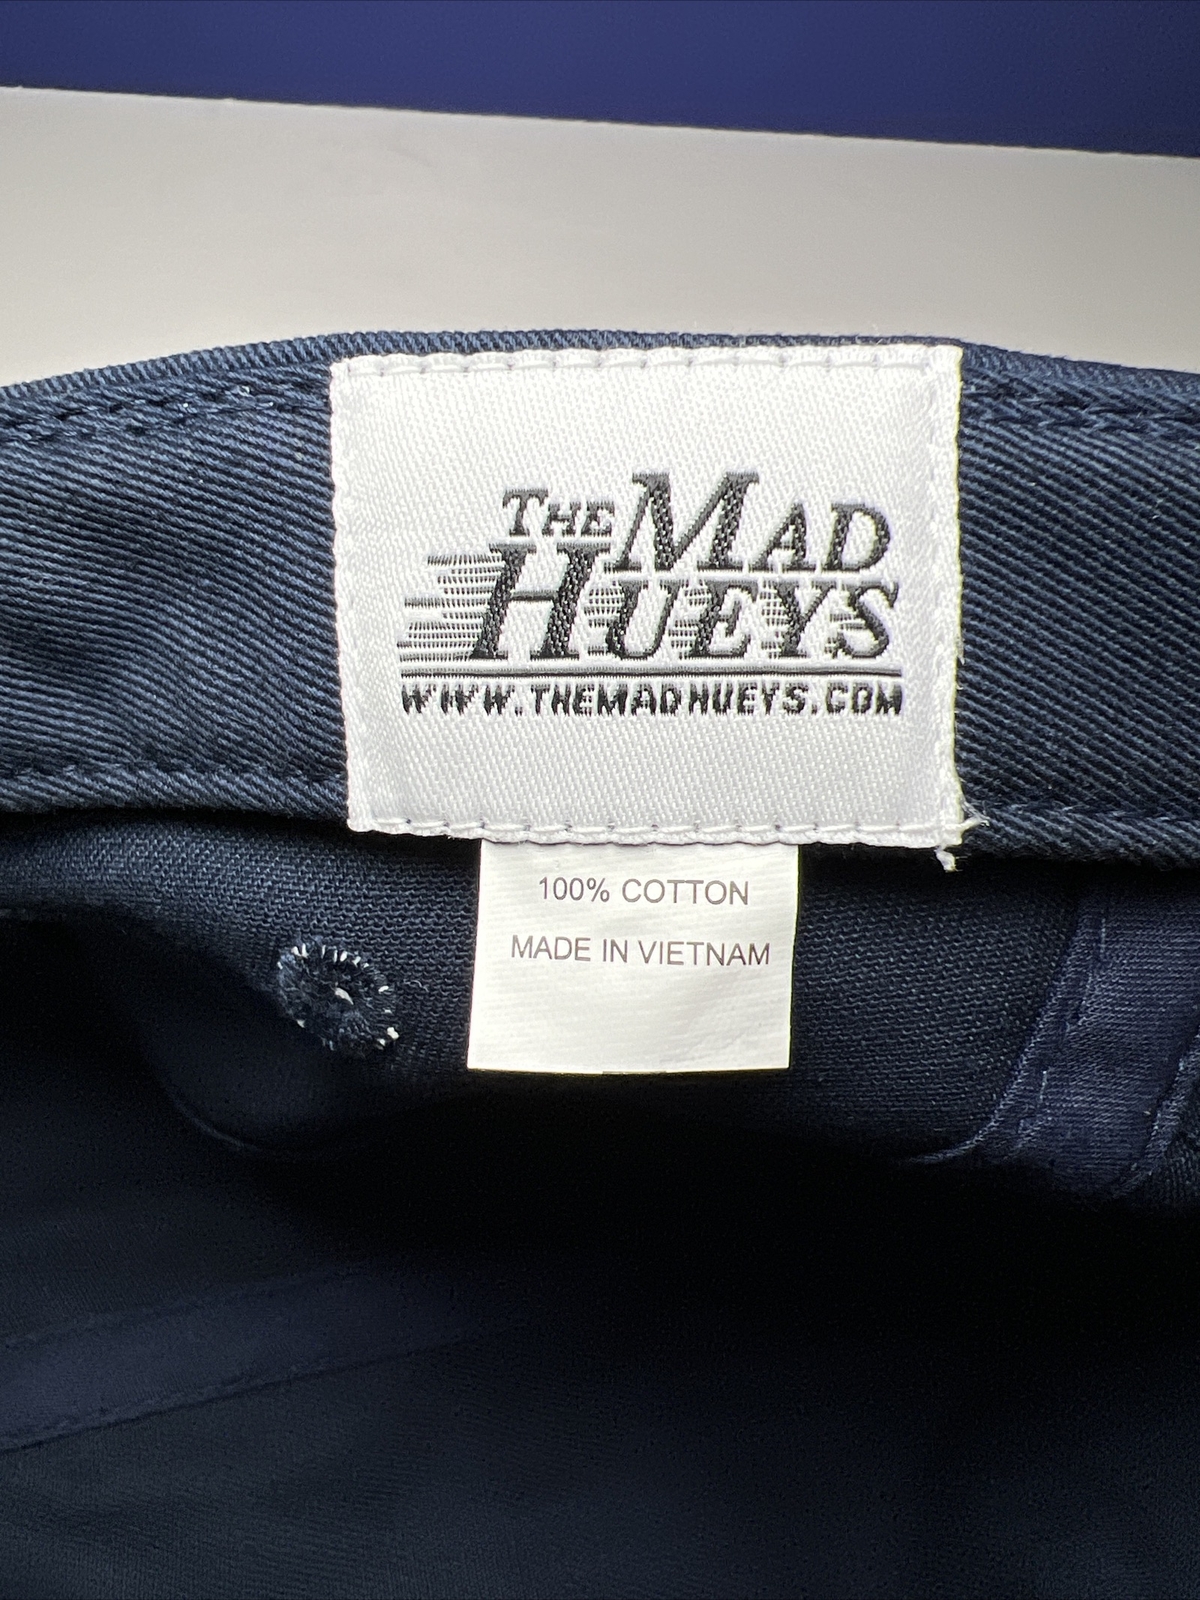 THE MAD
HUEYS
WWW.THEMADHUEYS.COM
100% COTTON
MADE IN VIETNAM